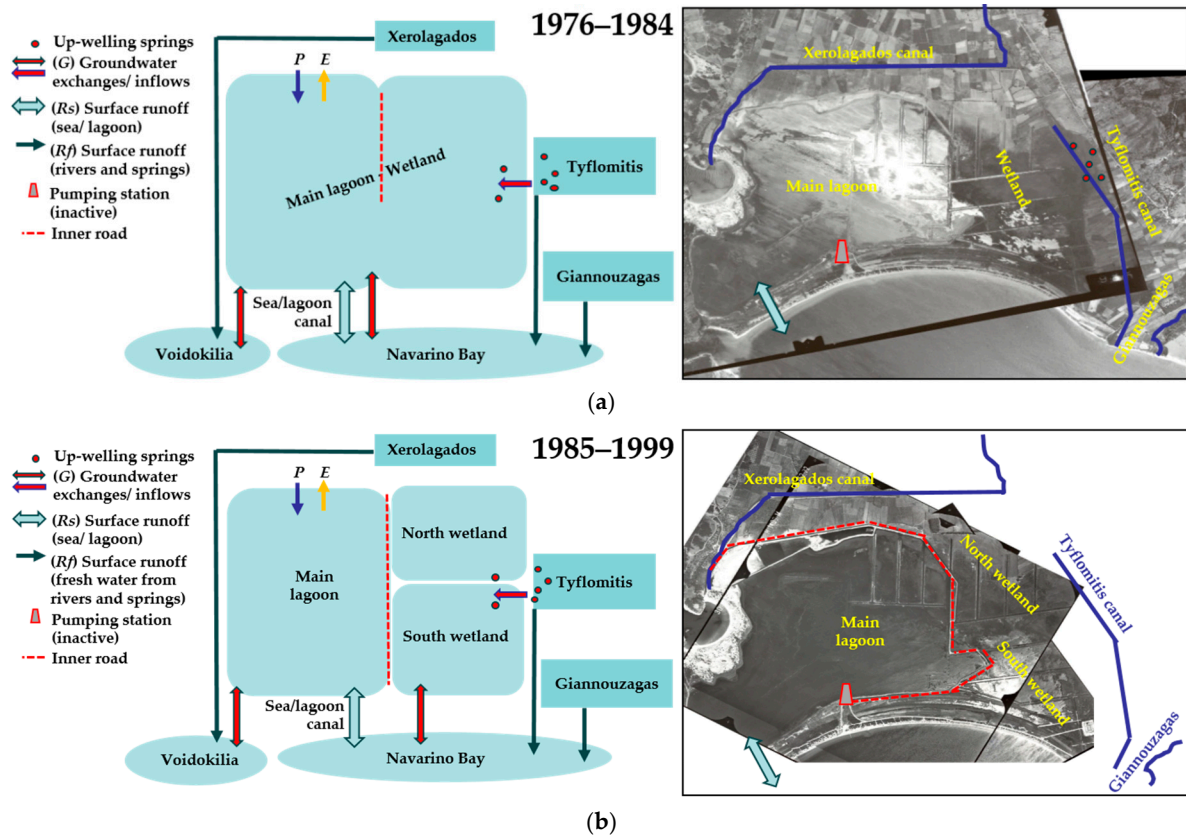 Up-welling springs
(G) Groundwater
exchanges/ inflows
(Rs) Surface runoff
(sea/ lagoon)
(Rf) Surface runoff
(rivers and springs)
Pumping station
(inactive)
Inner road
Xerolagados
1976–1984
P E
Main lagoon - Wetland
Tyflomitis
Giannouzagas
Sea/lagoon
canal
Voidokilia
Navarino Bay
Xerolagados canal
Main lagoon
Wetland
Tyflomitis canal
Giannouzagas
(a)
Up-welling springs
(G) Groundwater
exchanges/ inflows
(Rs) Surface runoff
(sea/ lagoon)
(Rf) Surface runoff
(fresh water from
rivers and springs)
Pumping station
(inactive)
Inner road
Xerolagados
1985–1999
P E
Main
lagoon
North wetland
South wetland
Tyflomitis
Giannouzagas
Sea/lagoon
canal
Voidokilia
Navarino Bay
Xerolagados canal
North wetland
Tyflomitis canal
Main
lagoon
South wetland
Giannouzagas
(b)